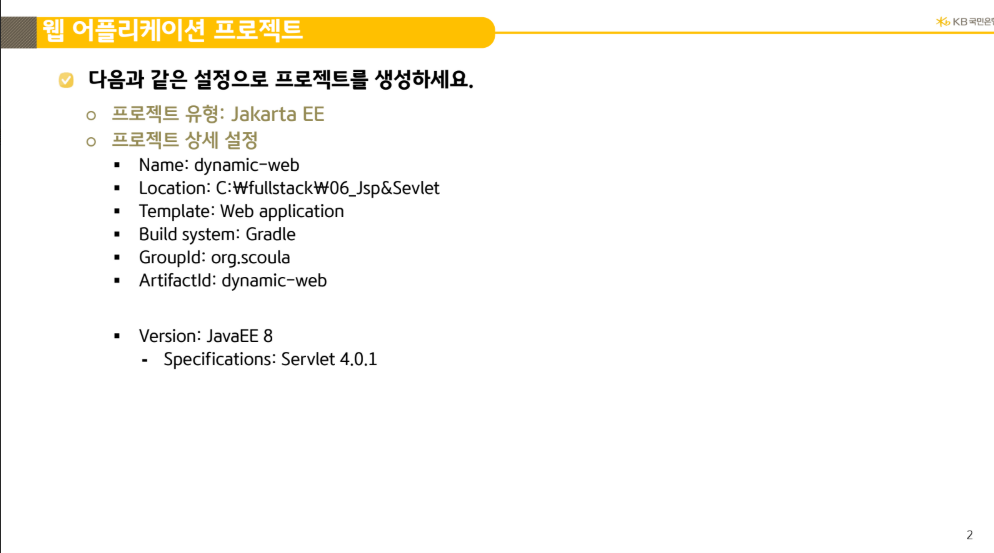 웹 어플리케이션 프로젝트
KB국민은행
다음과 같은 설정으로 프로젝트를 생성하세요.
프로젝트 유형: Jakarta EE
프로젝트 상세 설정
Name: dynamic-web
Location: C:₩fullstack₩06_Jsp&Sevlet
Template: Web application
Build system: Gradle
GroupId: org.scoula
ArtifactId: dynamic-web
Version: JavaEE 8
- Specifications: Servlet 4.0.1
2